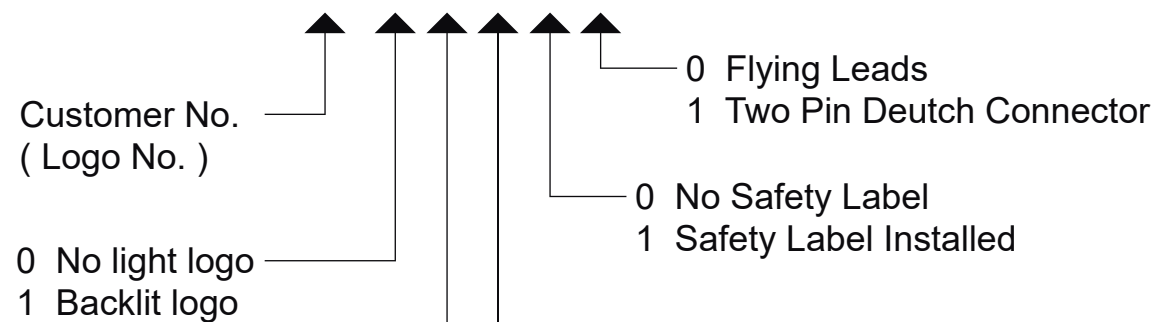 0 Flying Leads
1 Two Pin Deutch Connector
Customer No.
( Logo No. )
0 No Safety Label
1 Safety Label Installed
0 No light logo
1 Backlit logo